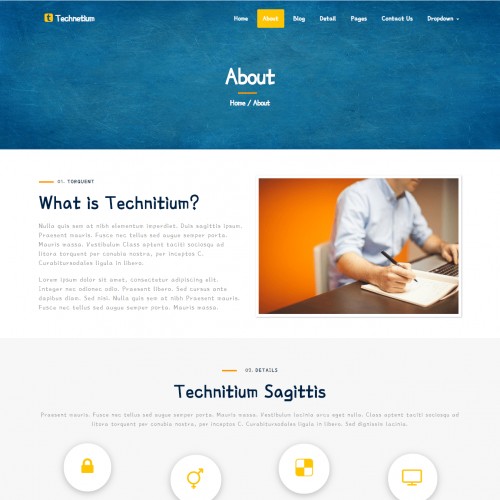 Technetium
Home About Blog Detail Pages Contact Us Dropdown
About
Home / About
01. TORQUENT
What is Technitium?
Nulla quis sem at nibh elementum imperdiet. Duis sagittis ipsum.
Praesent mauris. Fusce nec tellus sed augue semper porta.
Mauris massa. Vestibulum Class aptent taciti sociosqu ad
litora torquent per conubia nostra, per inceptos C.
Curabitursodales ligula in libero.
Lorem ipsum dolor sit amet, consectetur adipiscing elit.
Integer nec odionec odio. Praesent libero. Sed cursus ante
dapibus diam. Sed nisi. Nulla quis sem at nibh Praesent mauris.
Fusce nec tellus sed augue semper porta. Mauris massa.
03. DETAILS
Technitium Sagittis
Praesent mauris. Fusce nec tellus sed augue semper porta. Mauris massa. Vestibulum lacinia arcu eget nulla. Class aptent taciti sociosqu ad
litora torquent per conubia nostra, per inceptos C. Curabitursodales ligula in libero. Sed dignissim lacinia.